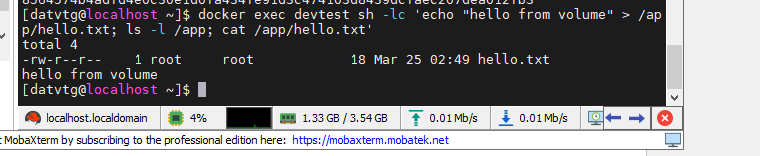 [datvtg@localhost ~]$ docker exec devtest sh -lc 'echo "hello from volume" > /ap
p/hello.txt; ls -l /app; cat /app/hello.txt'
total 4
-rw-r--r-- 1 root root 18 Mar 25 02:49 hello.txt
hello from volume
[datvtg@localhost ~]$
localhost.localdomain 4% 1.33 GB / 3.54 GB 0.01 Mb/s 0.01 Mb/s
t MobaXterm by subscribing to the professional edition here: https://mobaxterm.mobatek.net